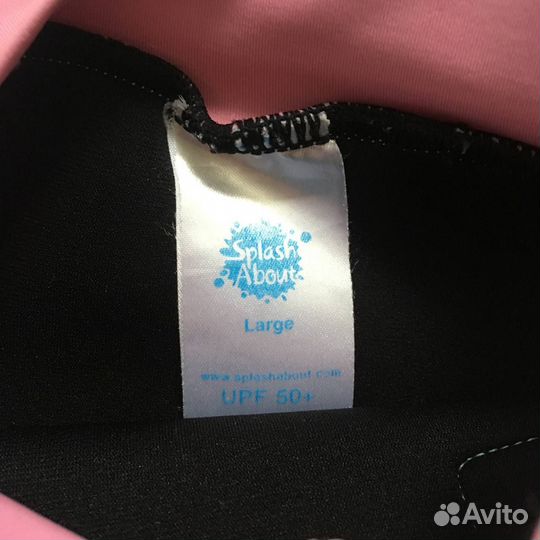 Splash
About
Large
www.splashabout.com
UPF 50+
Avito